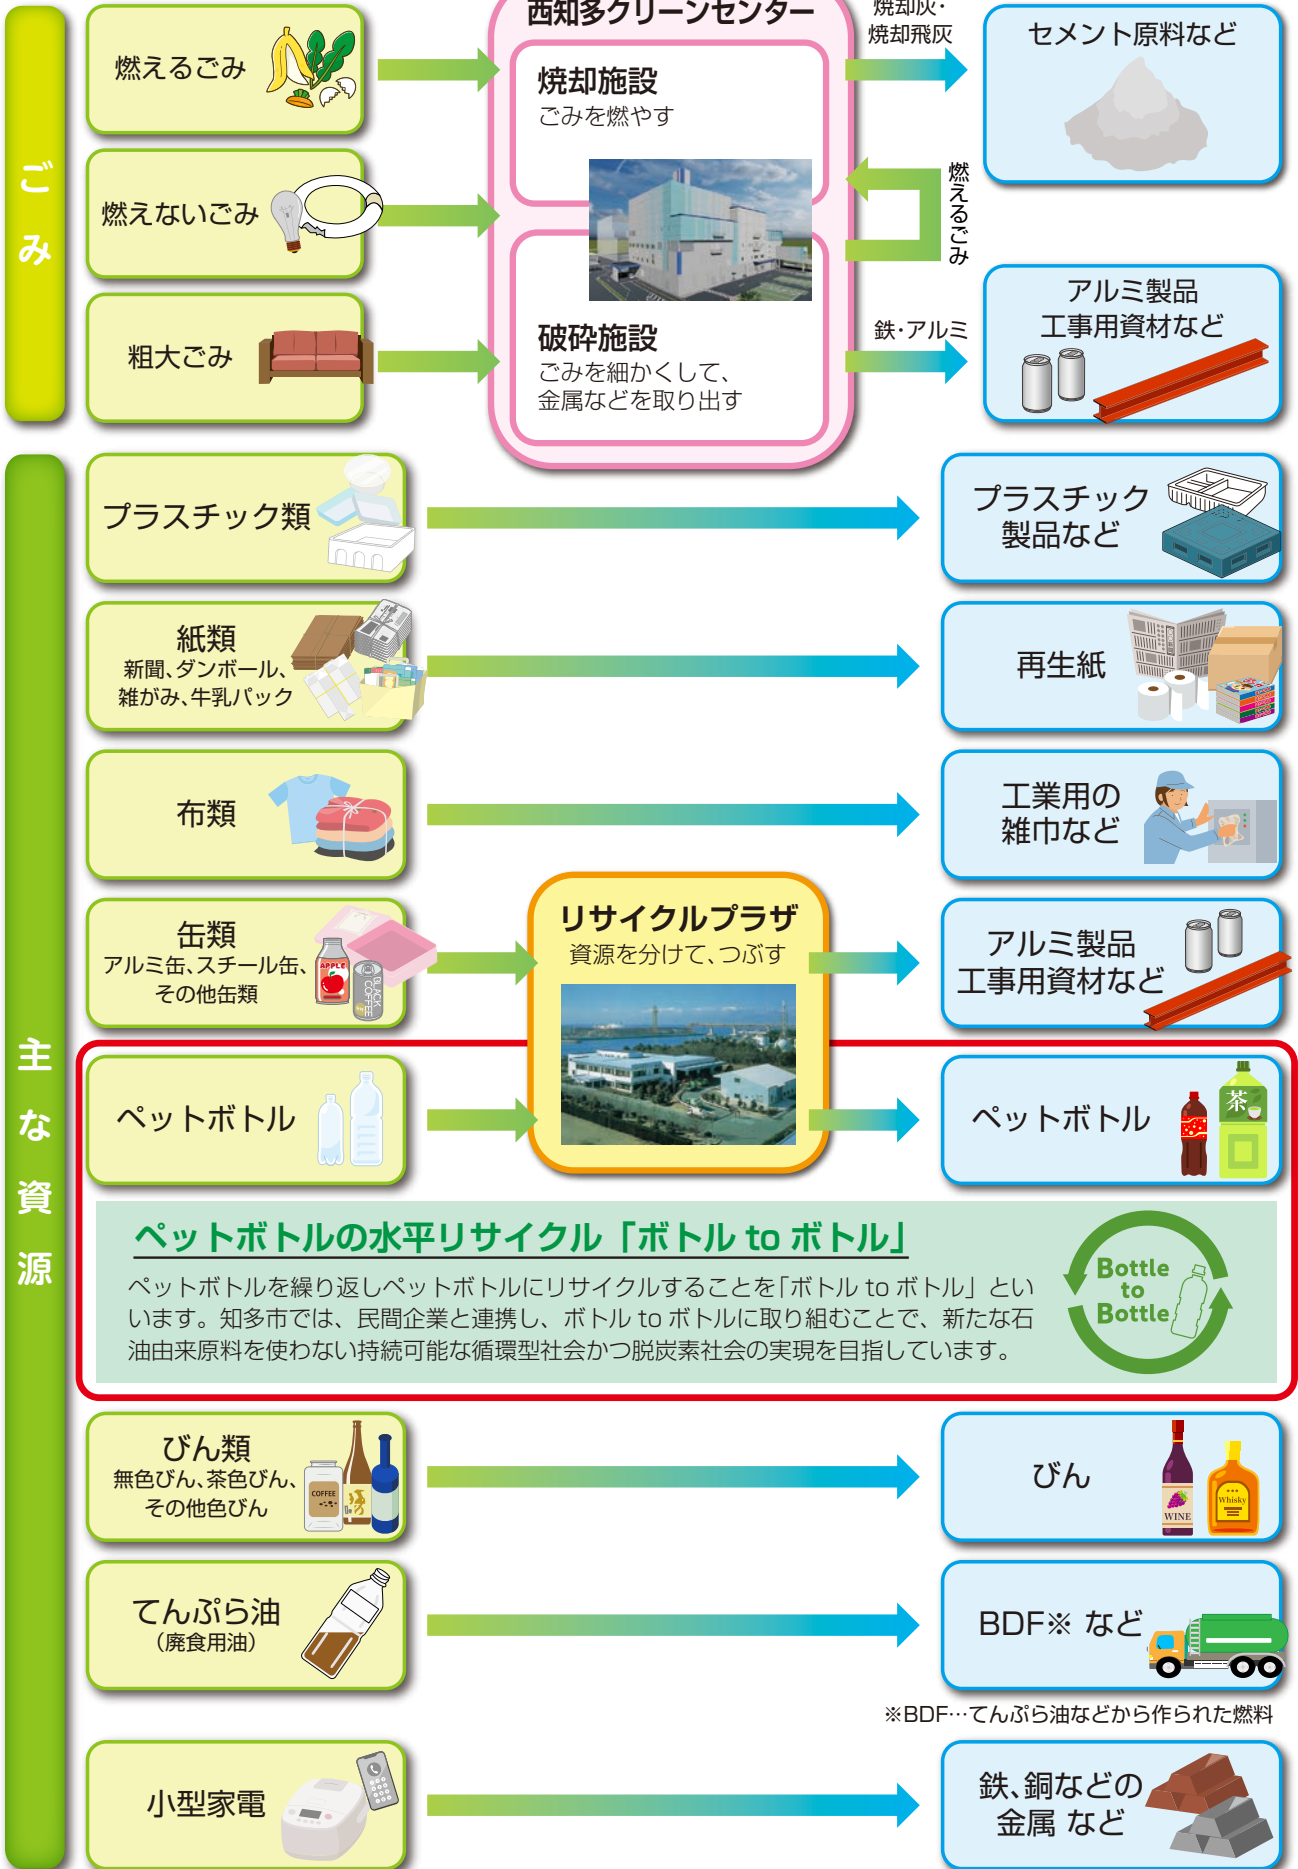 ごみ
燃えるごみ
燃えないごみ
粗大ごみ
西知多クリーンセンター
焼却施設
ごみを燃やす
破砕施設
ごみを細かくして、
金属などを取り出す
焼却灰・
焼却飛灰
燃えるごみ
鉄・アルミ
セメント原料など
アルミ製品
工事用資材など
主な資源
プラスチック類
プラスチック
製品など
紙類
新聞、ダンボール、
雑がみ、牛乳パック
再生紙
布類
工業用の
雑巾など
缶類
アルミ缶、スチール缶、
その他缶類
APPLE
BLACK
COFFEE
リサイクルプラザ
資源を分けて、つぶす
アルミ製品
工事用資材など
ペットボトル
ペットボトル
茶
ペットボトルの水平リサイクル「ボトル to ボトル」
ペットボトルを繰り返しペットボトルにリサイクルすることを「ボトル to ボトル」とい
います。知多市では、民間企業と連携し、ボトル to ボトルに取り組むことで、新たな石
油由来原料を使わない持続可能な循環型社会かつ脱炭素社会の実現を目指しています。
Bottle
to
Bottle
びん類
無色びん、茶色びん、
その他色びん
COFFEE
びん
WINE
Whisky
てんぷら油
（廃食用油）
BDF※ など
※BDF…てんぷら油などから作られた燃料
小型家電
鉄、銅などの
金属 など